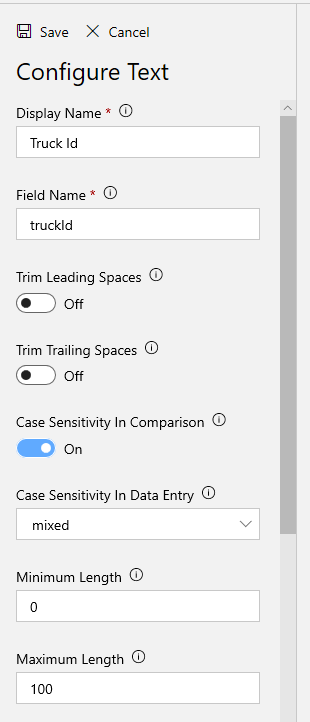 Save Cancel
Configure Text
Display Name *
Truck Id
Field Name *
truckId
Trim Leading Spaces
Off
Trim Trailing Spaces
Off
Case Sensitivity In Comparison
On
Case Sensitivity In Data Entry
mixed
Minimum Length
0
Maximum Length
100